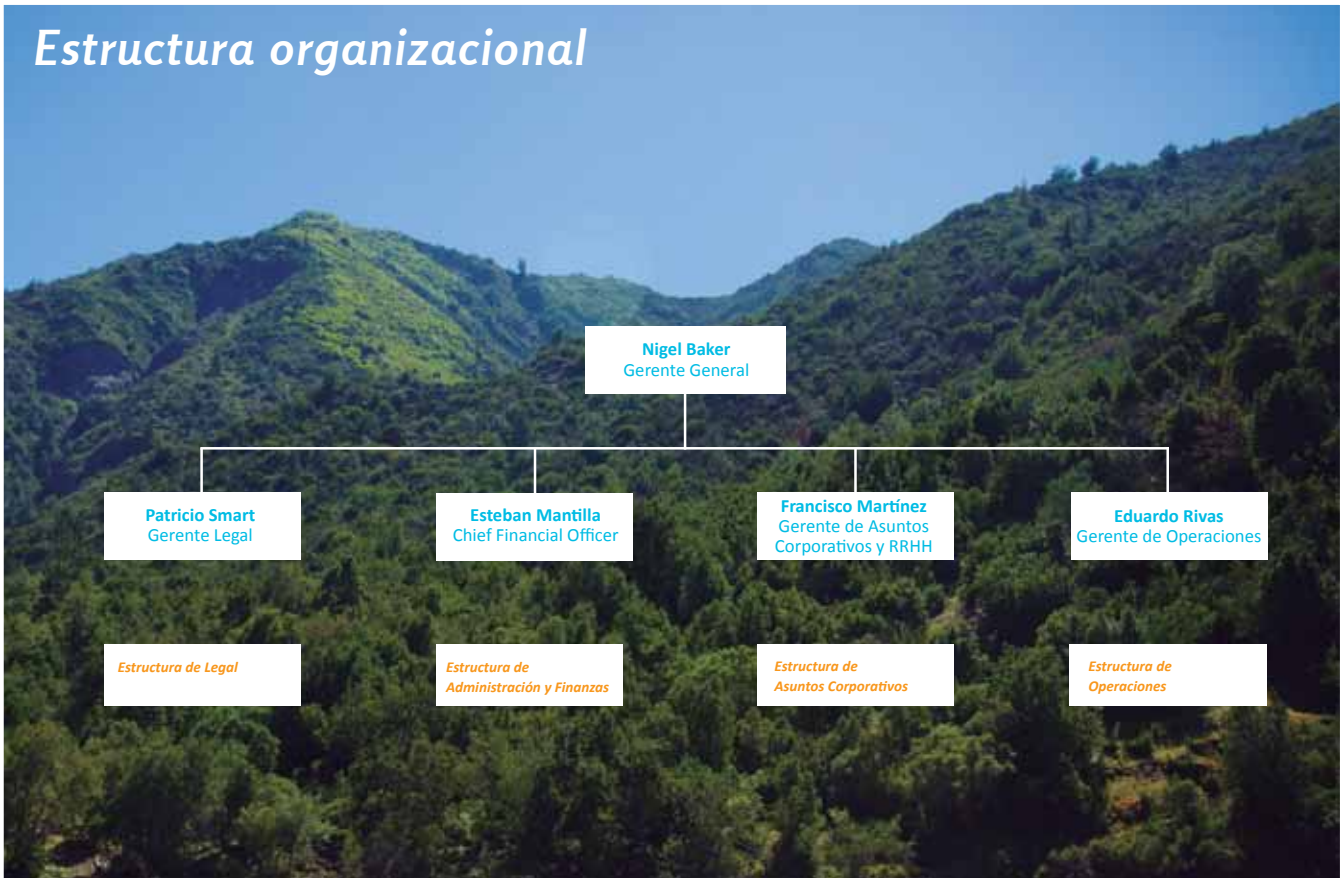 Estructura organizacional
Nigel Baker
Gerente General
Patricio Smart
Gerente Legal
Esteban Mantilla
Chief Financial Officer
Francisco Martínez
Gerente de Asuntos
Corporativos y RRHH
Eduardo Rivas
Gerente de Operaciones
Estructura de Legal
Estructura de
Administración y Finanzas
Estructura de
Asuntos Corporativos
Estructura de
Operaciones